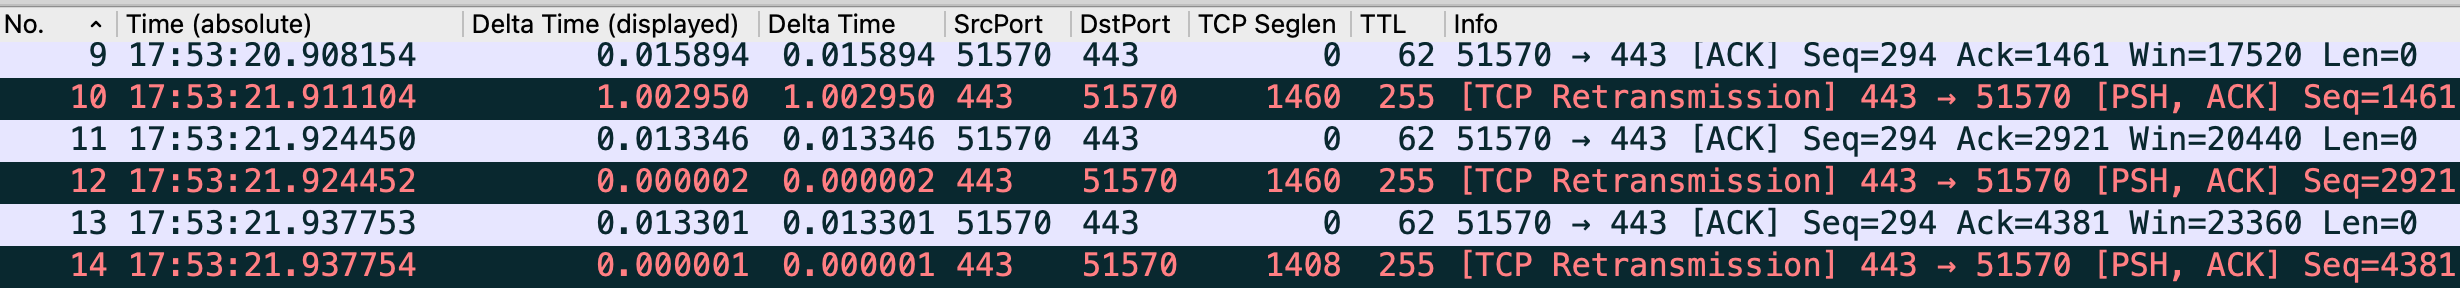 No. ^ Time (absolute) Delta Time (displayed) Delta Time SrcPort DstPort TCP Seglen TTL Info
9 17:53:20.908154 0.015894 0.015894 51570 443 0 62 51570 → 443 [ACK] Seq=294 Ack=1461 Win=17520 Len=0
10 17:53:21.911104 1.002950 1.002950 443 51570 1460 255 [TCP Retransmission] 443 → 51570 [PSH, ACK] Seq=1461
11 17:53:21.924450 0.013346 0.013346 51570 443 0 62 51570 → 443 [ACK] Seq=294 Ack=2921 Win=20440 Len=0
12 17:53:21.924452 0.000002 0.000002 443 51570 1460 255 [TCP Retransmission] 443 → 51570 [PSH, ACK] Seq=2921
13 17:53:21.937753 0.013301 0.013301 51570 443 0 62 51570 → 443 [ACK] Seq=294 Ack=4381 Win=23360 Len=0
14 17:53:21.937754 0.000001 0.000001 443 51570 1408 255 [TCP Retransmission] 443 → 51570 [PSH, ACK] Seq=4381